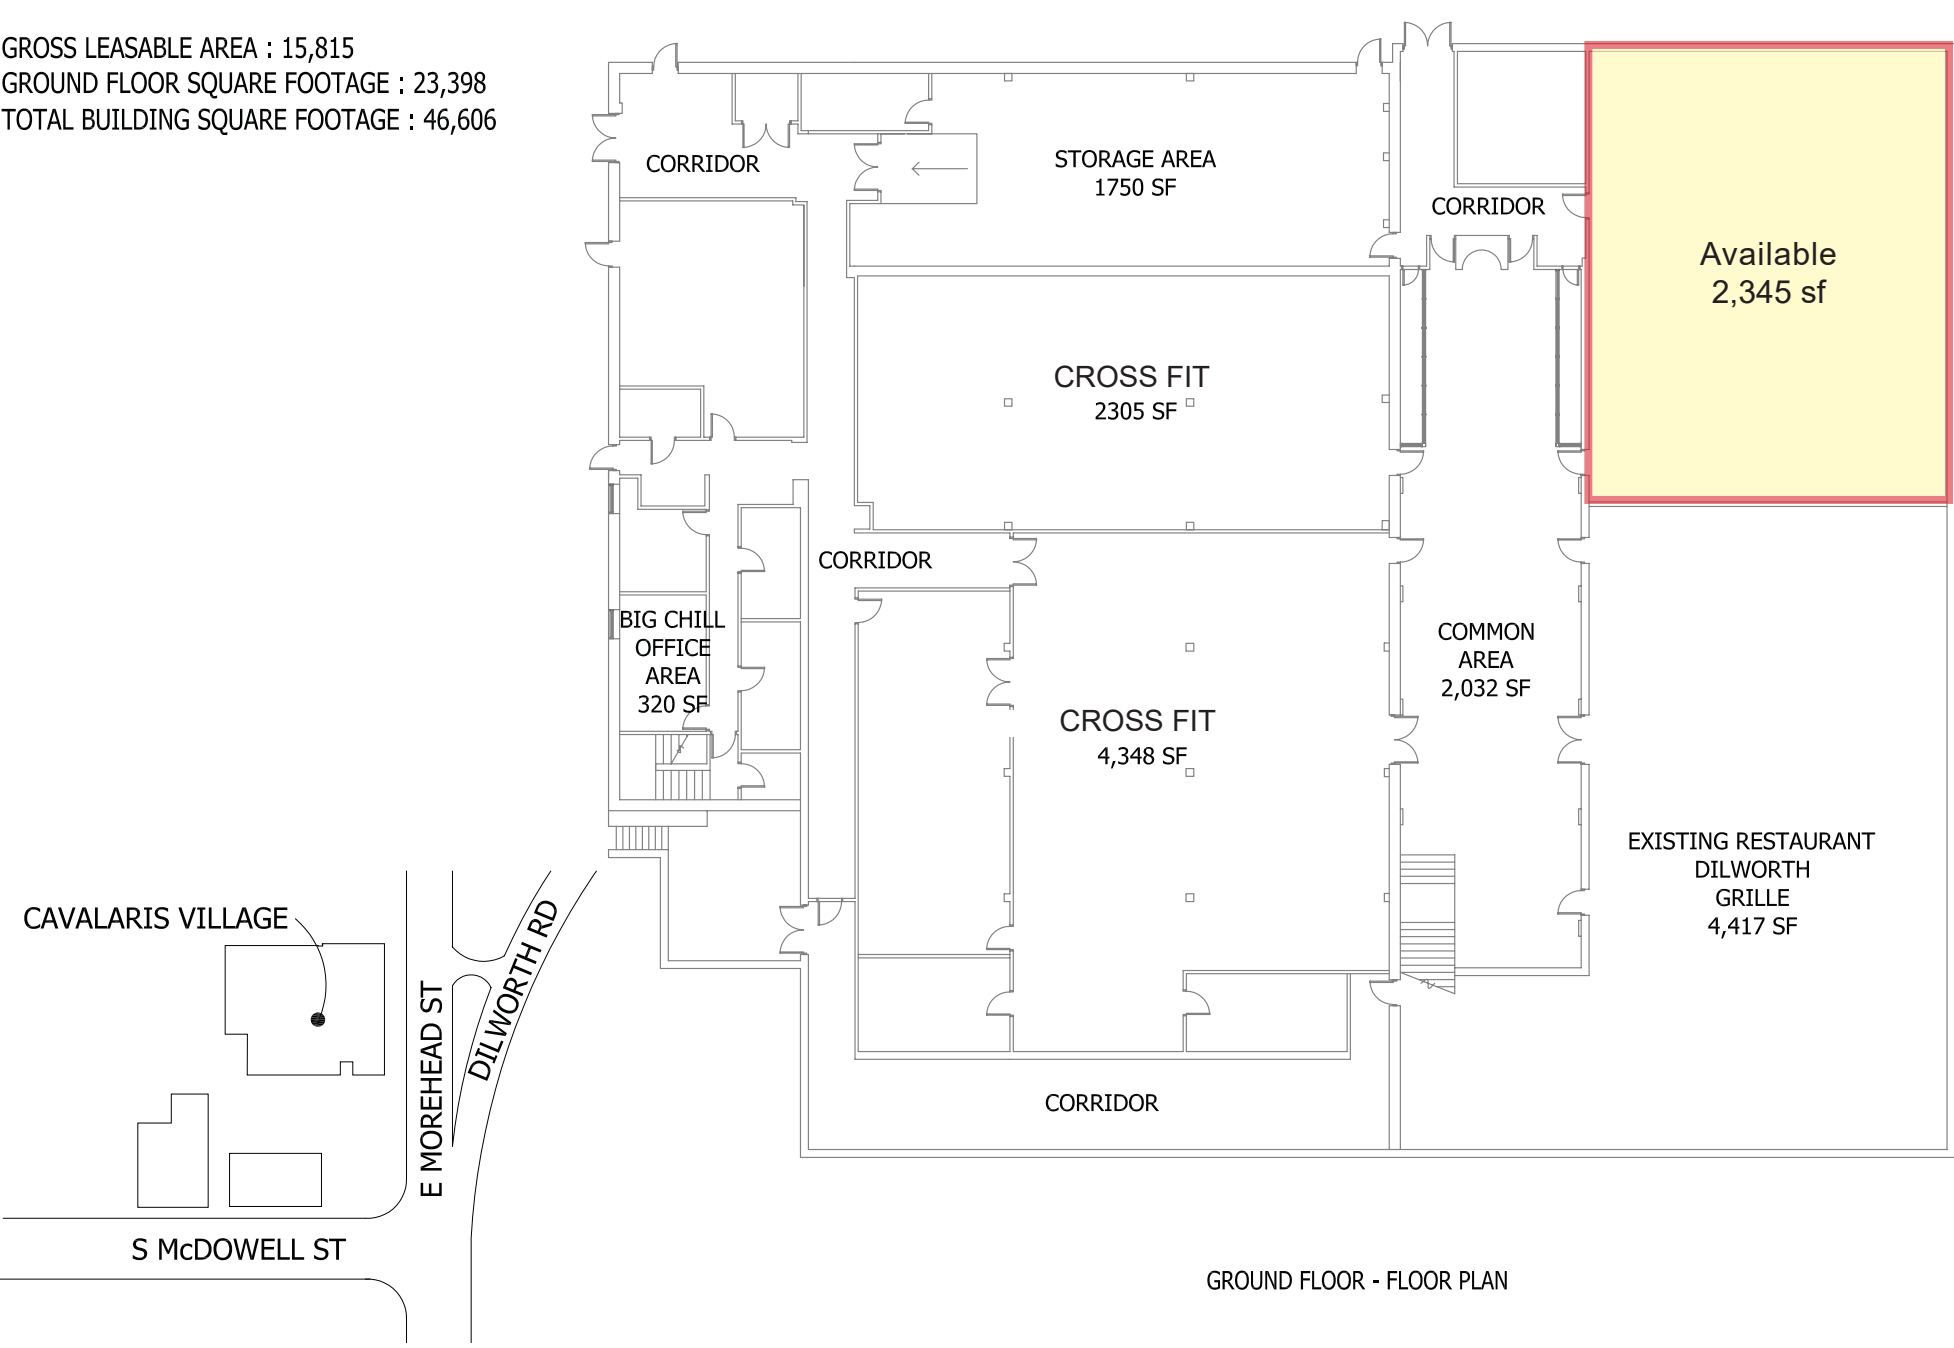 GROSS LEASABLE AREA : 15,815
GROUND FLOOR SQUARE FOOTAGE : 23,398
TOTAL BUILDING SQUARE FOOTAGE : 46,606
CORRIDOR
STORAGE AREA
1750 SF
CORRIDOR
Available
2,345 sf
CROSS FIT
2305 SF
CORRIDOR
BIG CHILL
OFFICE
AREA
320 SF
COMMON
AREA
2,032 SF
CROSS FIT
4,348 SF
EXISTING RESTAURANT
DILWORTH
GRILLE
4,417 SF
CORRIDOR
CAVALARIS VILLAGE
E MOREHEAD ST
DILWORTH RD
S McDOWELL ST
GROUND FLOOR - FLOOR PLAN